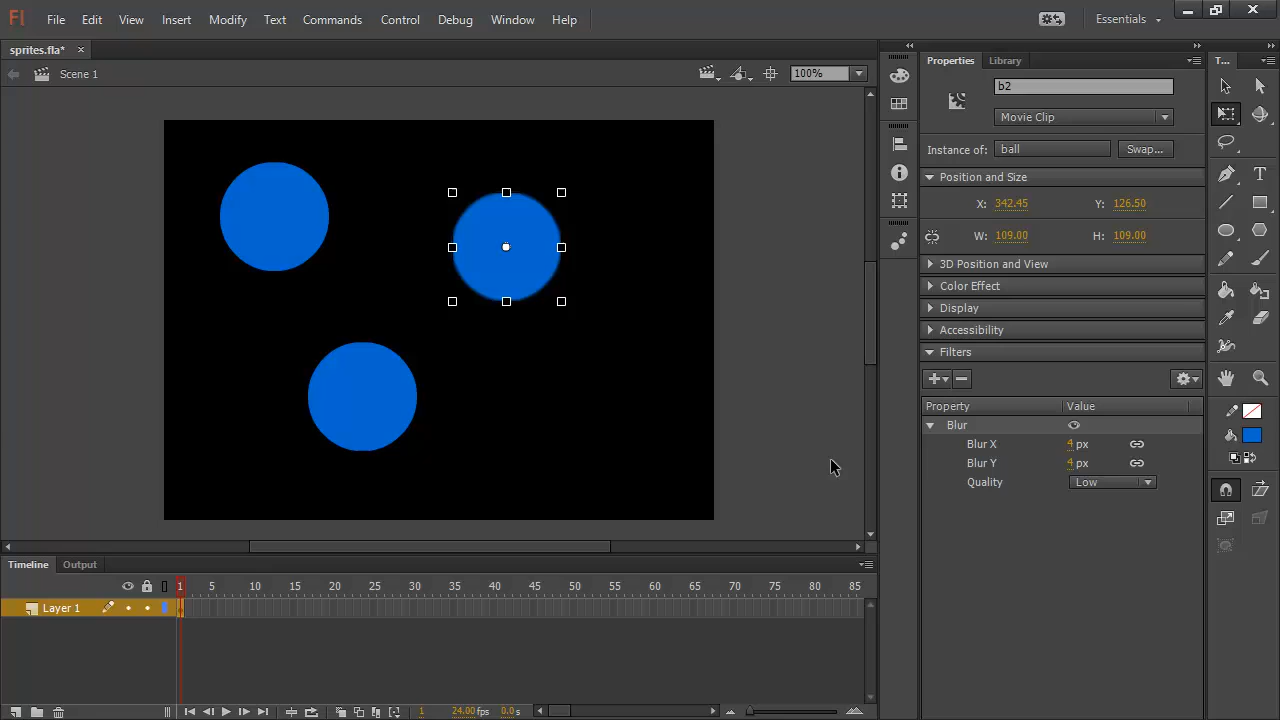 Fl File Edit View Insert Modify Text Commands Control Debug Window Help Essentials
sprites.fla* ×
Scene 1 100%
Properties Library T...
b2
Movie Clip
Instance of: ball Swap...
Position and Size
X: 342.45 Y: 126.50
W: 109.00 H: 109.00
3D Position and View
Color Effect
Display
Accessibility
Filters
Property Value
Blur
Blur X 4 px
Blur Y 4 px
Quality Low
Timeline Output
1 5 10 15 20 25 30 35 40 45 50 55 60 65 70 75 80 85
Layer 1
1 24.00 fps 0.0 s